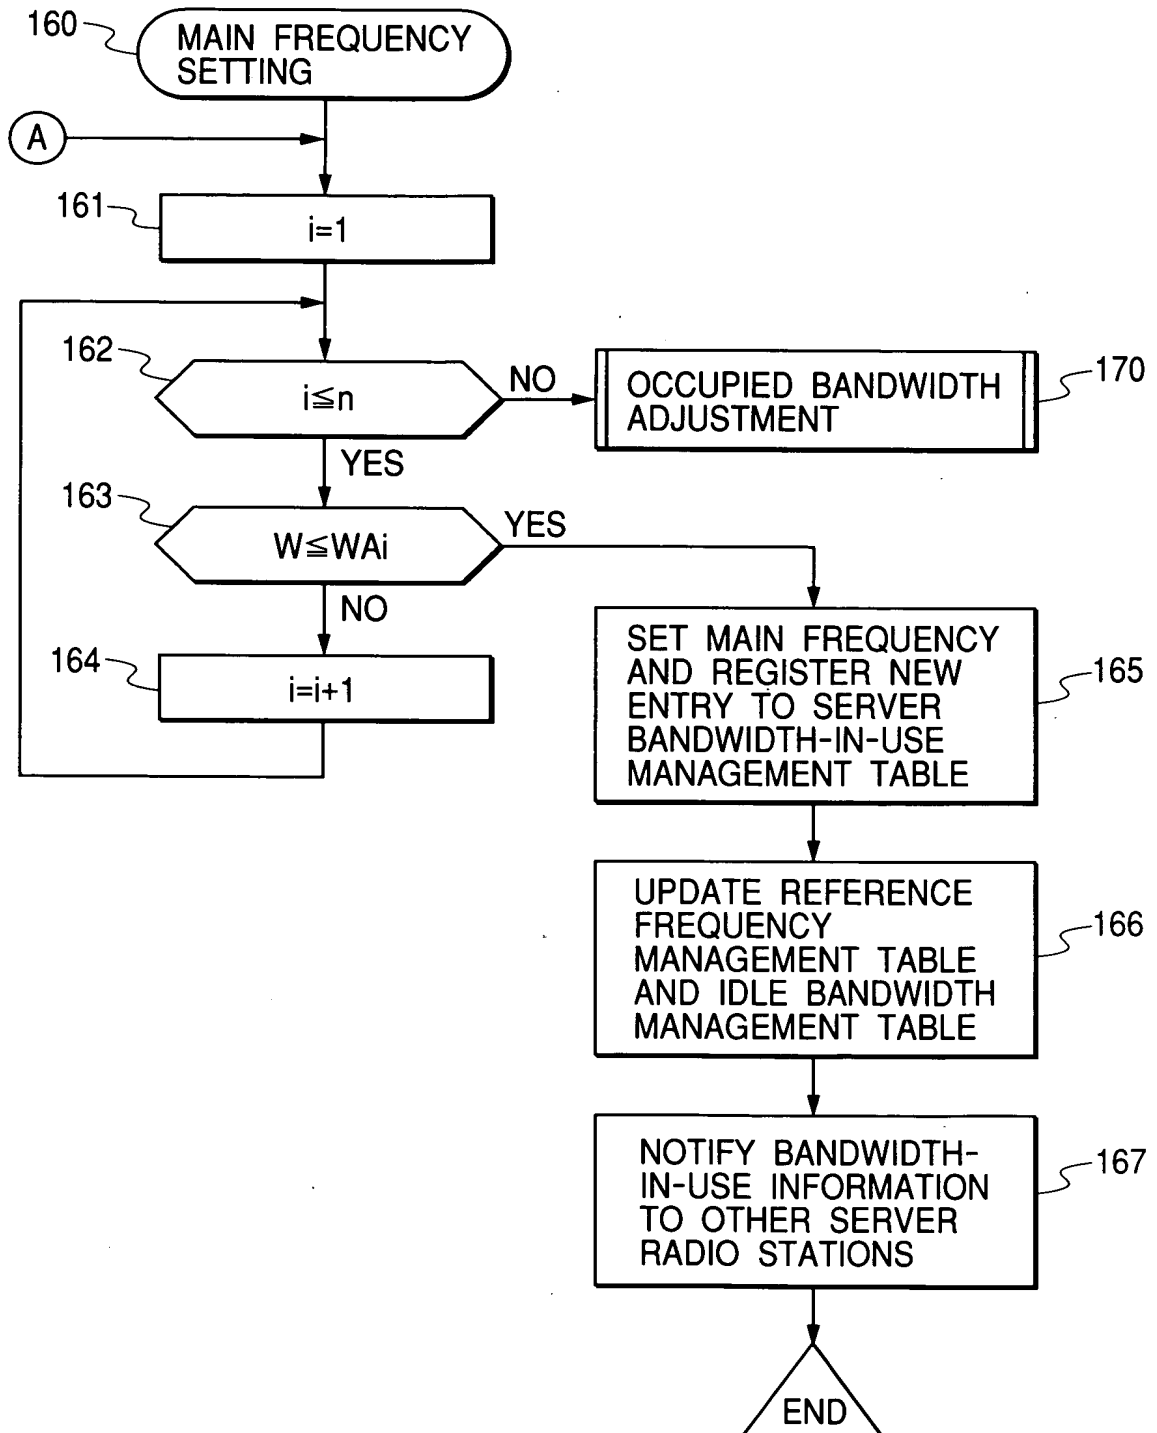 160
MAIN FREQUENCY
SETTING
A
161
i=1
162
i≦n
NO
OCCUPIED BANDWIDTH
ADJUSTMENT
170
YES
163
W≦WAi
YES
NO
164
i=i+1
SET MAIN FREQUENCY
AND REGISTER NEW
ENTRY TO SERVER
BANDWIDTH-IN-USE
MANAGEMENT TABLE
165
UPDATE REFERENCE
FREQUENCY
MANAGEMENT TABLE
AND IDLE BANDWIDTH
MANAGEMENT TABLE
166
NOTIFY BANDWIDTH-
IN-USE INFORMATION
TO OTHER SERVER
RADIO STATIONS
167
END